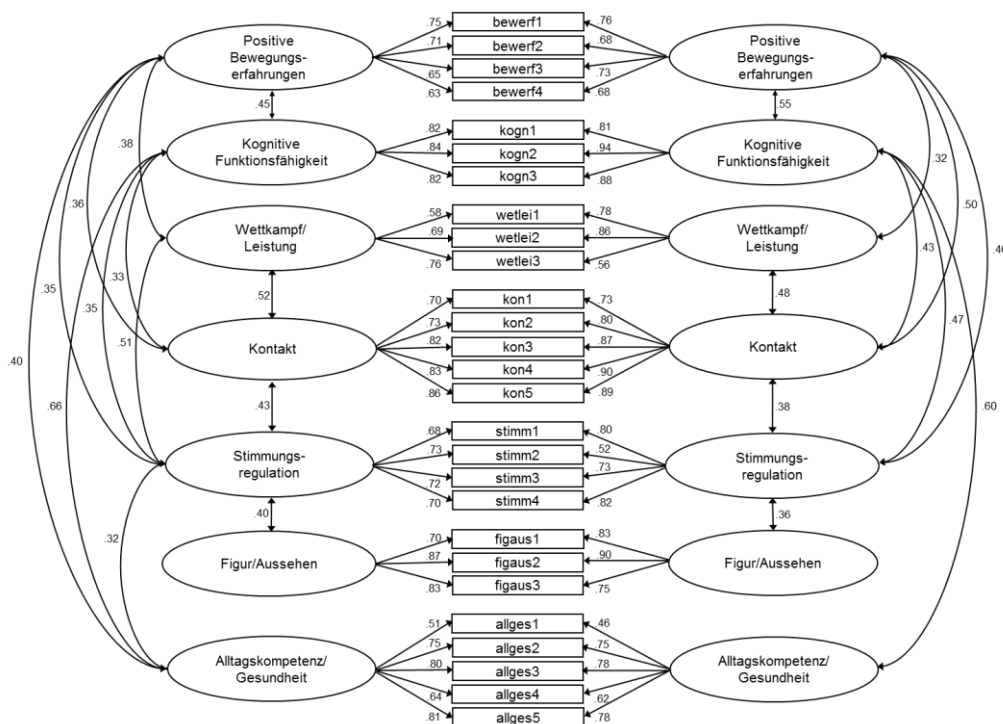 Positive
Bewegungs-
erfahrungen
.75
.71
.65
.63
bewerf1
bewerf2
bewerf3
bewerf4
.76
.68
.73
.68
Positive
Bewegungs-
erfahrungen
.45
.55
Kognitive
Funktionsfähigkeit
.82
.84
.82
kogn1
kogn2
kogn3
.81
.94
.88
Kognitive
Funktionsfähigkeit
.38
.32
.36
.50
Wettkampf/
Leistung
.58
.69
.76
wetlei1
wetlei2
wetlei3
.78
.86
.56
Wettkampf/
Leistung
.33
.43
.46
.35
.35
.52
.48
.51
.47
Kontakt
.70
.73
.82
.83
.86
kon1
kon2
kon3
kon4
kon5
.73
.80
.87
.90
.89
Kontakt
.40
.66
.60
.43
.38
Stimmungs-
regulation
.68
.73
.72
.70
stimm1
stimm2
stimm3
stimm4
.80
.52
.73
.82
Stimmungs-
regulation
.40
.36
.32
Figur/Aussehen
.70
.87
.83
figaus1
figaus2
figaus3
.83
.90
.75
Figur/Aussehen
Alltagskompetenz/
Gesundheit
.51
.75
.80
.64
.81
allges1
allges2
allges3
allges4
allges5
.46
.75
.78
.62
.78
Alltagskompetenz/
Gesundheit